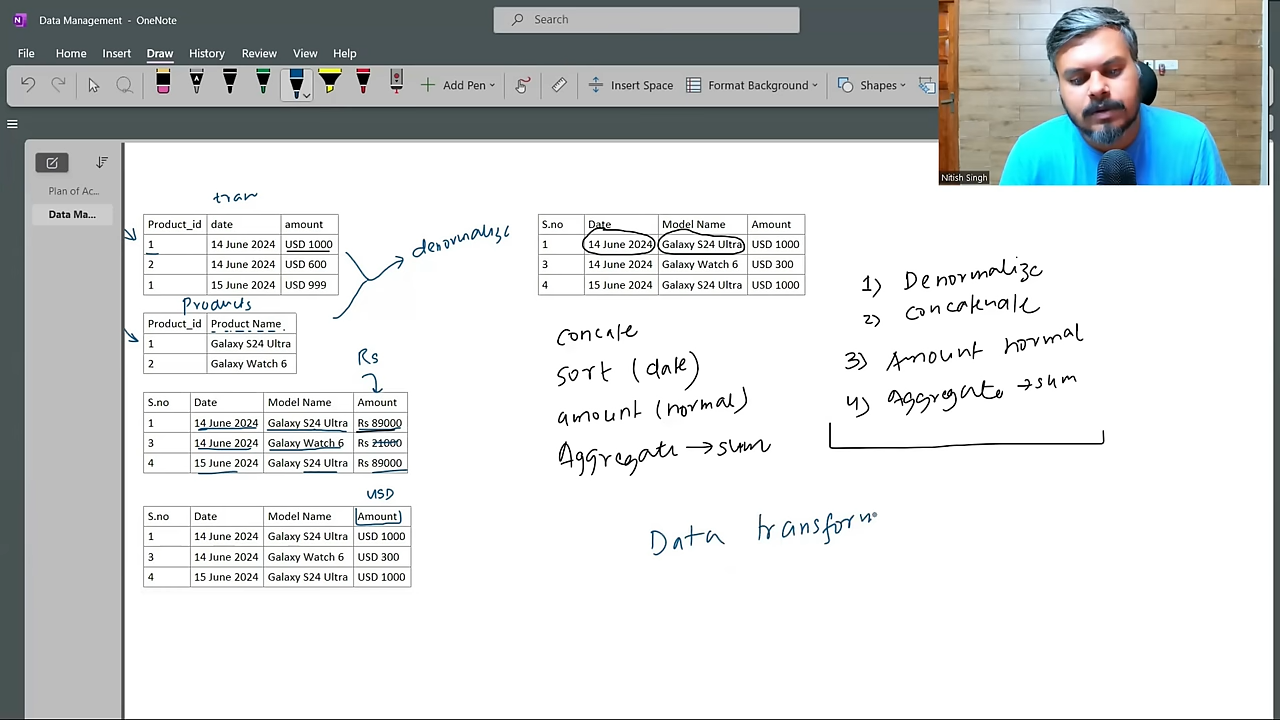 Data Management - OneNote
Search
File Home Insert Draw History Review View Help
Add Pen
Insert Space
Format Background
Shapes
Nitish Singh
Plan of Ac...
Data Ma...
tran
Product_id date amount
1 14 June 2024 USD 1000
2 14 June 2024 USD 600
1 15 June 2024 USD 999
denormalize
Products
Product_id Product Name
1 Galaxy S24 Ultra
2 Galaxy Watch 6
Rs
S.no Date Model Name Amount
1 14 June 2024 Galaxy S24 Ultra Rs 89000
3 14 June 2024 Galaxy Watch 6 Rs 21000
4 15 June 2024 Galaxy S24 Ultra Rs 89000
USD
S.no Date Model Name Amount
1 14 June 2024 Galaxy S24 Ultra USD 1000
3 14 June 2024 Galaxy Watch 6 USD 300
4 15 June 2024 Galaxy S24 Ultra USD 1000
S.no Date Model Name Amount
1 14 June 2024 Galaxy S24 Ultra USD 1000
3 14 June 2024 Galaxy Watch 6 USD 300
4 15 June 2024 Galaxy S24 Ultra USD 1000
concate
sort (date)
amount (normal)
Aggregate → sum
1) Denormalize
2) Concatenate
3) Amount normal
4) Aggregate → sum
Data transform